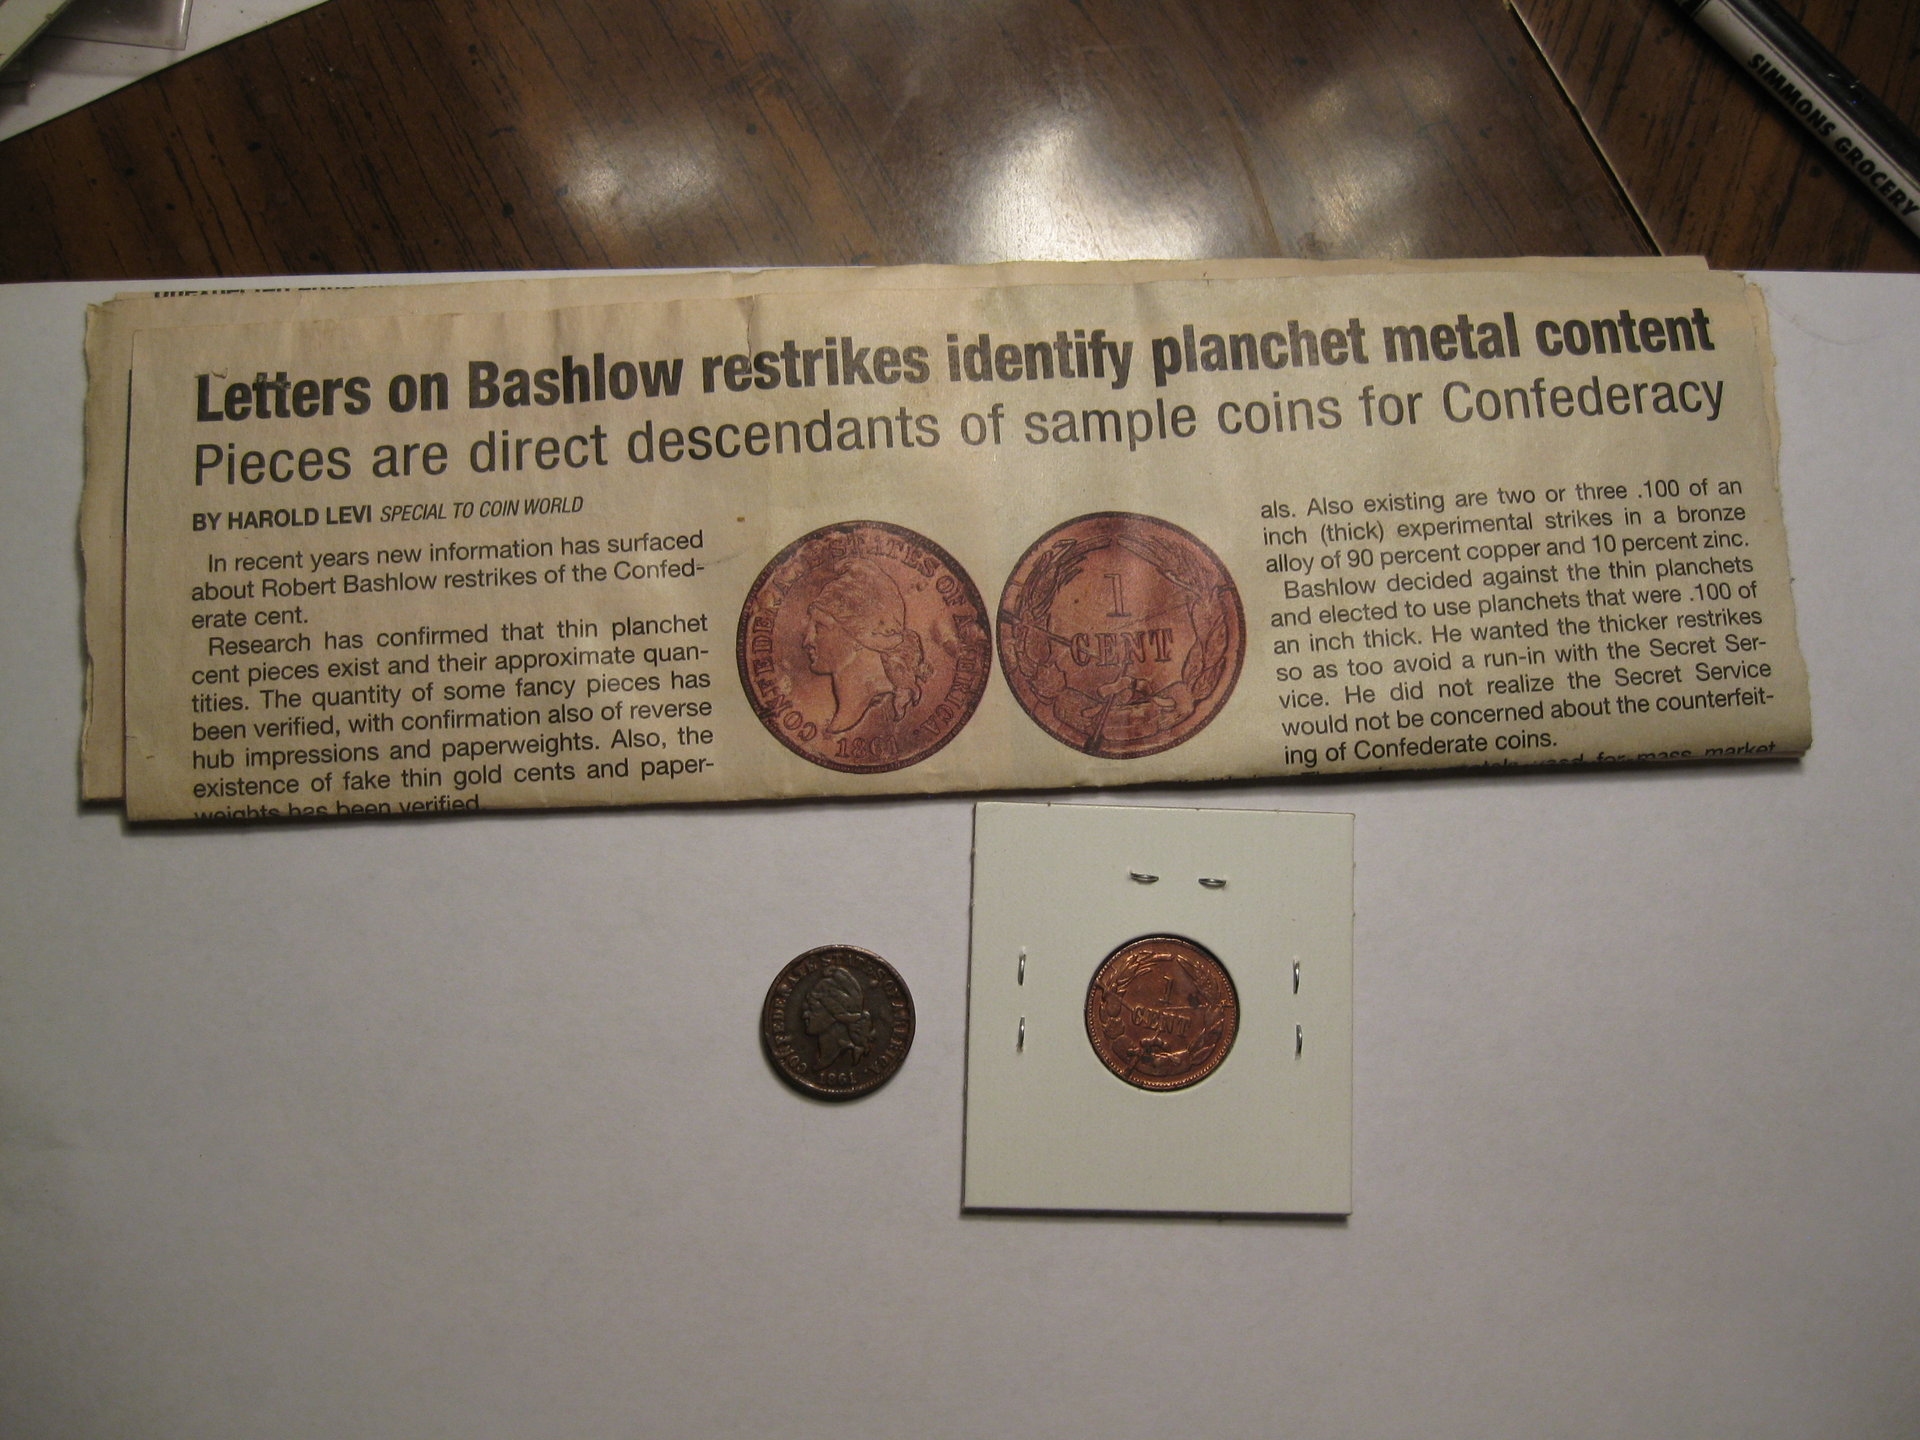 SIMMONS GROCERY
Letters on Bashlow restrikes identify planchet metal content
Pieces are direct descendants of sample coins for Confederacy
BY HAROLD LEVI SPECIAL TO COIN WORLD
In recent years new information has surfaced
about Robert Bashlow restrikes of the Confed-
erate cent.
Research has confirmed that thin planchet
cent pieces exist and their approximate quan-
tities. The quantity of some fancy pieces has
been verified, with confirmation also of reverse
hub impressions and paperweights. Also, the
existence of fake thin gold cents and paper-
weights has been verified
CONFEDERATE STATES OF AMERICA.
1861
1
CENT
als. Also existing are two or three .100 of an
inch (thick) experimental strikes in a bronze
alloy of 90 percent copper and 10 percent zinc.
Bashlow decided against the thin planchets
and elected to use planchets that were .100 of
an inch thick. He wanted the thicker restrikes
so as too avoid a run-in with the Secret Ser-
vice. He did not realize the Secret Service
would not be concerned about the counterfeit-
ing of Confederate coins.
used for mass market
CONFEDERATE STATES OF AMERICA.
1861
1
CENT